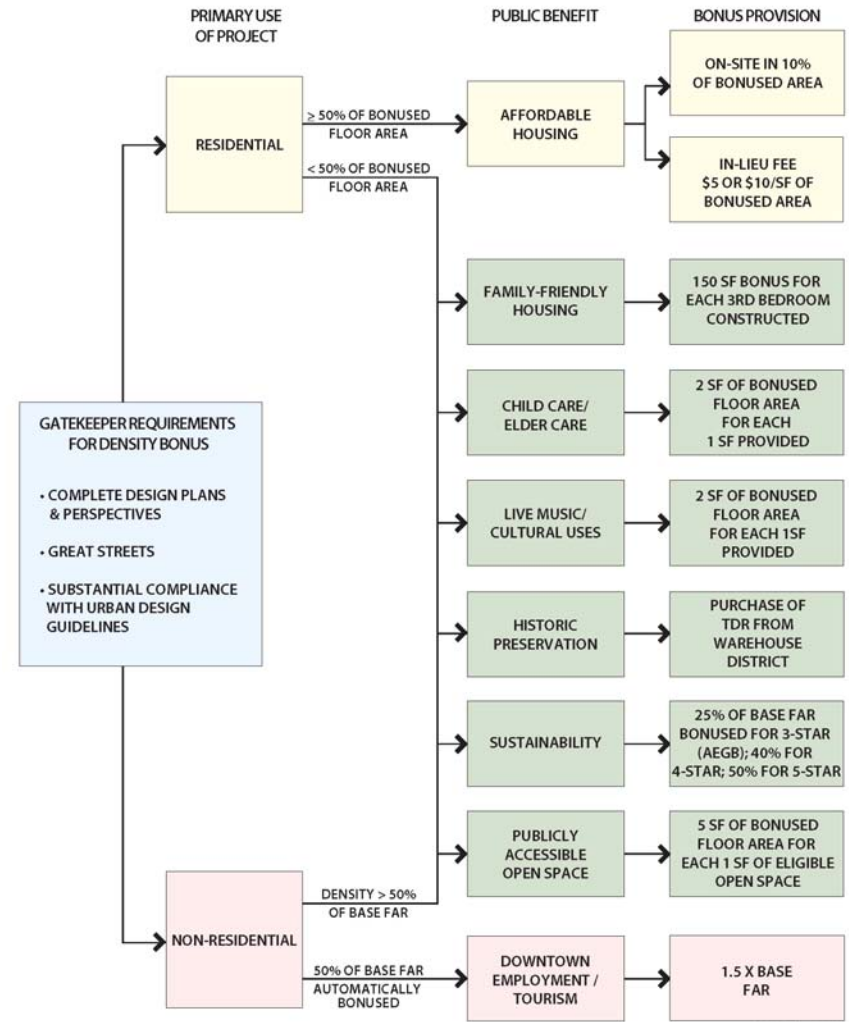 PRIMARY USE
OF PROJECT
PUBLIC BENEFIT
BONUS PROVISION
GATEKEEPER REQUIREMENTS
FOR DENSITY BONUS
• COMPLETE DESIGN PLANS
& PERSPECTIVES
• GREAT STREETS
• SUBSTANTIAL COMPLIANCE
WITH URBAN DESIGN
GUIDELINES
RESIDENTIAL
≥ 50% OF BONUSED
FLOOR AREA
< 50% OF BONUSED
FLOOR AREA
AFFORDABLE
HOUSING
ON-SITE IN 10%
OF BONUSED AREA
IN-LIEU FEE
$5 OR $10/SF OF
BONUSED AREA
FAMILY-FRIENDLY
HOUSING
150 SF BONUS FOR
EACH 3RD BEDROOM
CONSTRUCTED
CHILD CARE/
ELDER CARE
2 SF OF BONUSED
FLOOR AREA
FOR EACH
1 SF PROVIDED
LIVE MUSIC/
CULTURAL USES
2 SF OF BONUSED
FLOOR AREA
FOR EACH 1SF
PROVIDED
HISTORIC
PRESERVATION
PURCHASE OF
TDR FROM
WAREHOUSE
DISTRICT
SUSTAINABILITY
25% OF BASE FAR
BONUSED FOR 3-STAR
(AEGB); 40% FOR
4-STAR; 50% FOR 5-STAR
PUBLICLY
ACCESSIBLE
OPEN SPACE
5 SF OF BONUSED
FLOOR AREA FOR
EACH 1 SF OF ELIGIBLE
OPEN SPACE
NON-RESIDENTIAL
DENSITY > 50%
OF BASE FAR
50% OF BASE FAR
AUTOMATICALLY
BONUSED
DOWNTOWN
EMPLOYMENT /
TOURISM
1.5 X BASE
FAR